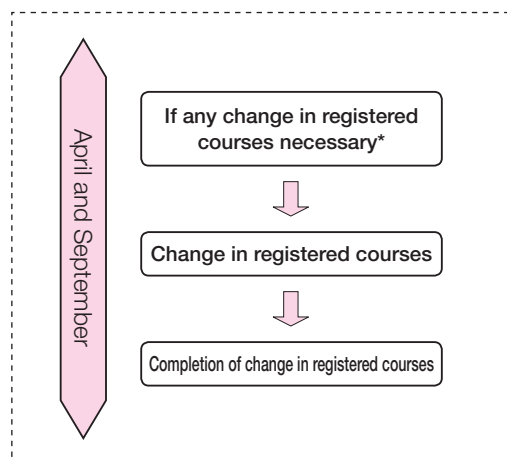 April and September
If any change in registered
courses necessary*
Change in registered courses
Completion of change in registered courses